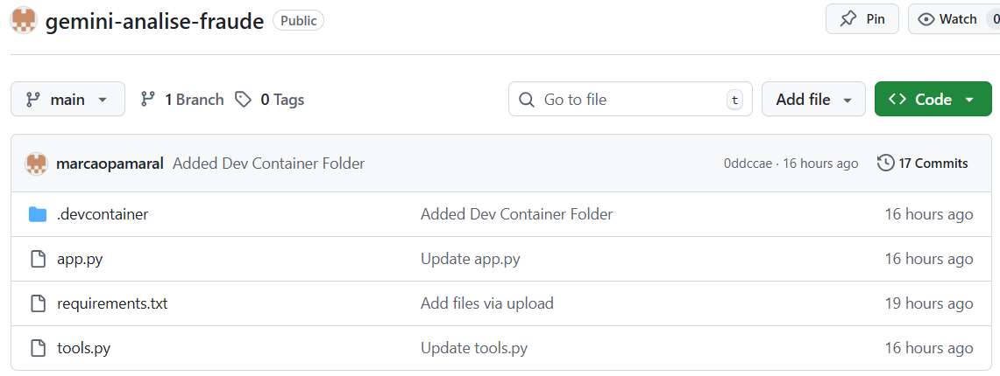 gemini-analise-fraude Public Pin Watch 0
main 1 Branch 0 Tags Go to file t Add file Code
marcaopamaral Added Dev Container Folder 0ddccae · 16 hours ago 17 Commits
.devcontainer Added Dev Container Folder 16 hours ago
app.py Update app.py 16 hours ago
requirements.txt Add files via upload 19 hours ago
tools.py Update tools.py 16 hours ago